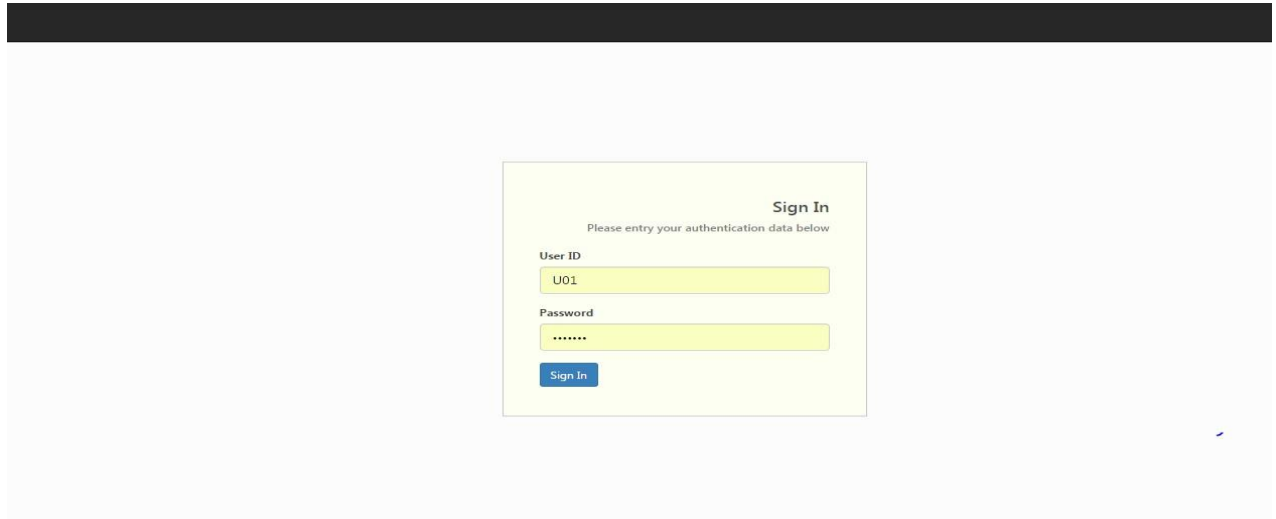 Sign In
Please entry your authentication data below
User ID
U01
Password
•••••••
Sign In